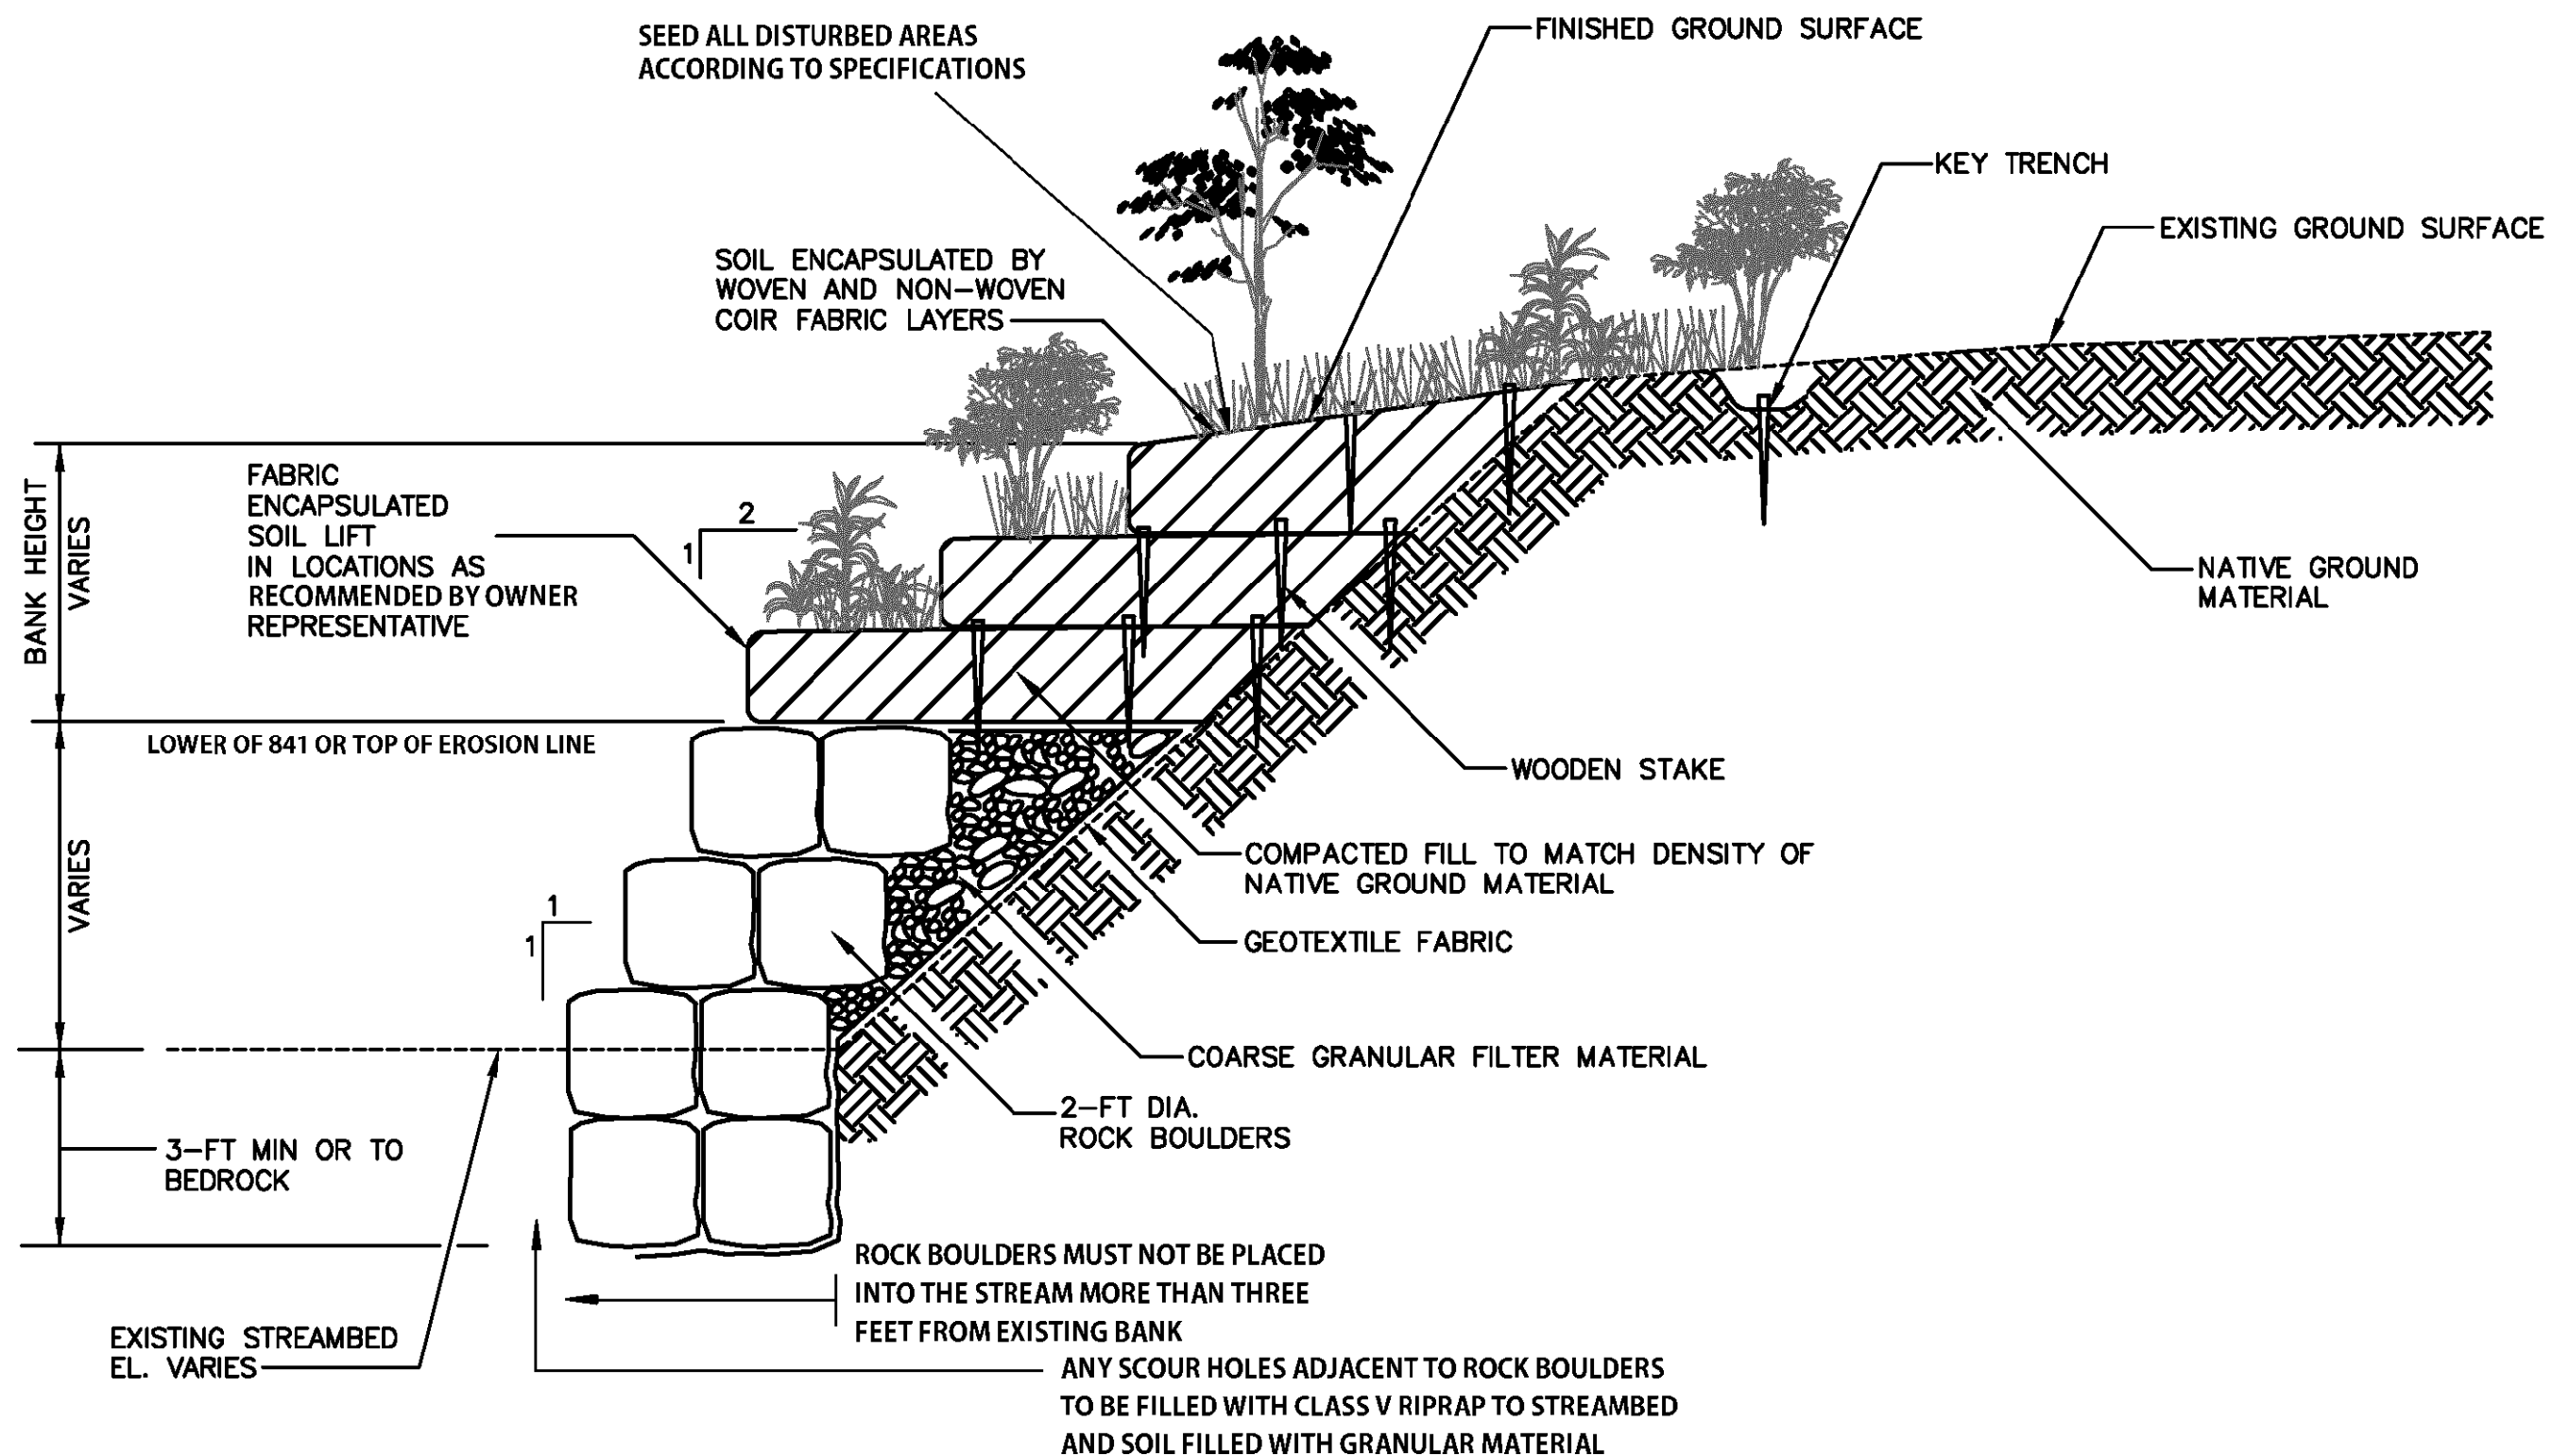 SEED ALL DISTURBED AREAS
ACCORDING TO SPECIFICATIONS
FINISHED GROUND SURFACE
KEY TRENCH
EXISTING GROUND SURFACE
SOIL ENCAPSULATED BY
WOVEN AND NON-WOVEN
COIR FABRIC LAYERS
BANK HEIGHT
VARIES
FABRIC
ENCAPSULATED
SOIL LIFT
IN LOCATIONS AS
RECOMMENDED BY OWNER
REPRESENTATIVE
2
1
NATIVE GROUND
MATERIAL
LOWER OF 841 OR TOP OF EROSION LINE
WOODEN STAKE
VARIES
COMPACTED FILL TO MATCH DENSITY OF
NATIVE GROUND MATERIAL
1
1
GEOTEXTILE FABRIC
COARSE GRANULAR FILTER MATERIAL
2-FT DIA.
ROCK BOULDERS
3-FT MIN OR TO
BEDROCK
ROCK BOULDERS MUST NOT BE PLACED
INTO THE STREAM MORE THAN THREE
FEET FROM EXISTING BANK
EXISTING STREAMBED
EL. VARIES
ANY SCOUR HOLES ADJACENT TO ROCK BOULDERS
TO BE FILLED WITH CLASS V RIPRAP TO STREAMBED
AND SOIL FILLED WITH GRANULAR MATERIAL